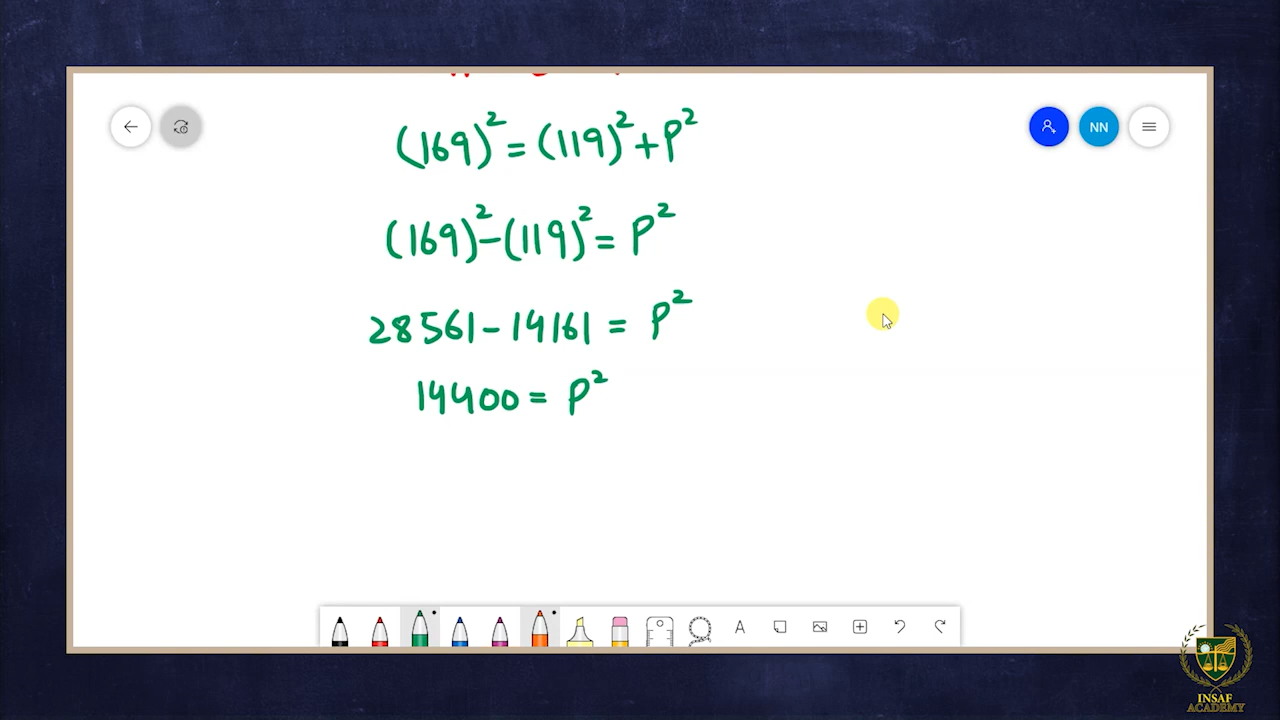 (169)² = (119)² + P²
NN
(169)² - (119)² = P²
28561 - 14161 = P²
14400 = P²
A
INSAF
ACADEMY